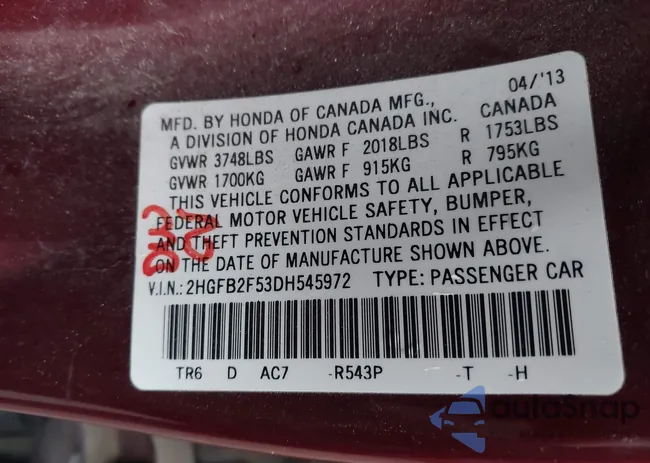 04/'13
MFD. BY HONDA OF CANADA MFG.,
A DIVISION OF HONDA CANADA INC. CANADA
GVWR 3748LBS GAWR F 2018LBS R 1753LBS
GVWR 1700KG GAWR F 915KG R 795KG
THIS VEHICLE CONFORMS TO ALL APPLICABLE
FEDERAL MOTOR VEHICLE SAFETY, BUMPER,
AND THEFT PREVENTION STANDARDS IN EFFECT
ON THE DATE OF MANUFACTURE SHOWN ABOVE.
V.I.N.: 2HGFB2F53DH545972 TYPE: PASSENGER CAR
TR6 D AC7 -R543P -T -H
AutoSnap